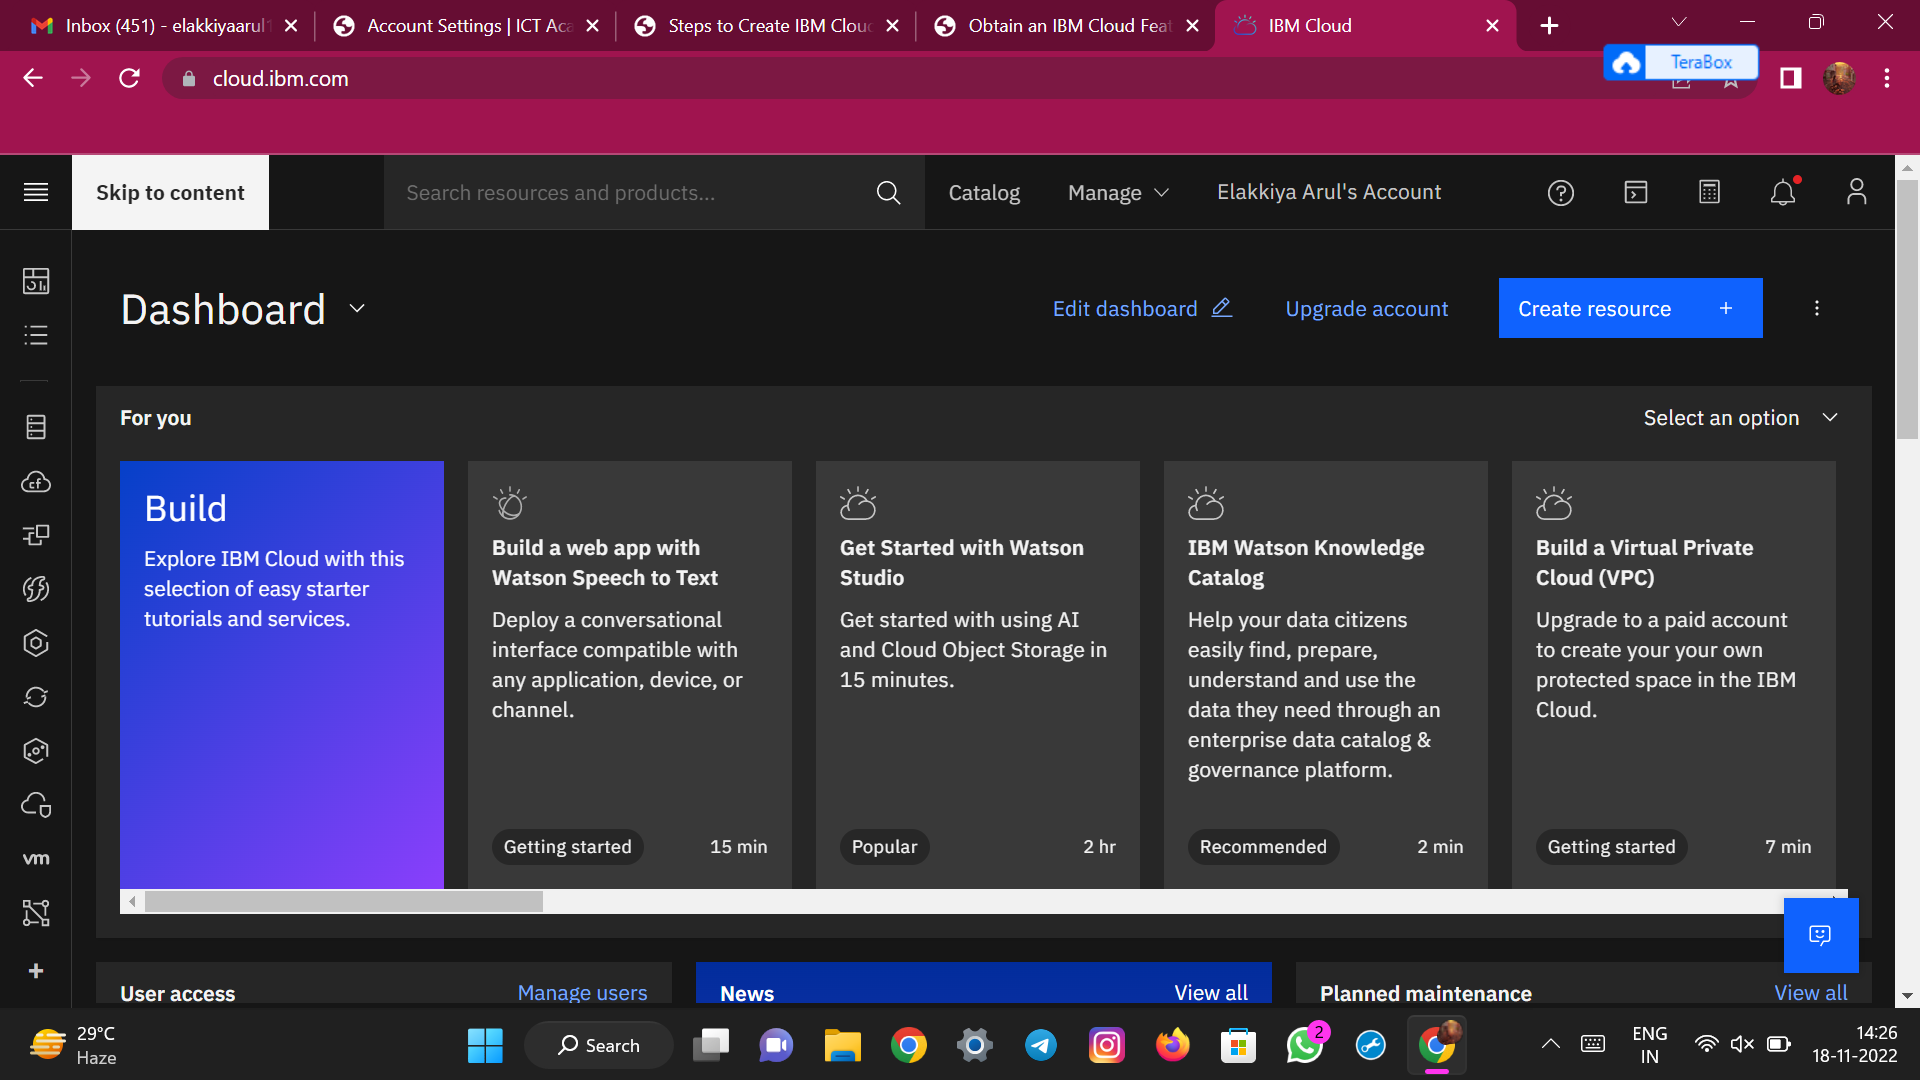 Inbox (451) - elakkiyaarul1
Account Settings | ICT Aca
Steps to Create IBM Cloud
Obtain an IBM Cloud Feat
IBM Cloud
cloud.ibm.com
TeraBox
Skip to content
Search resources and products...
Catalog
Manage
Elakkiya Arul's Account
Dashboard
Edit dashboard
Upgrade account
Create resource +
For you
Select an option
Build
Explore IBM Cloud with this
selection of easy starter
tutorials and services.
Build a web app with
Watson Speech to Text
Deploy a conversational
interface compatible with
any application, device, or
channel.
Getting started 15 min
Get Started with Watson
Studio
Get started with using AI
and Cloud Object Storage in
15 minutes.
Popular 2 hr
IBM Watson Knowledge
Catalog
Help your data citizens
easily find, prepare,
understand and use the
data they need through an
enterprise data catalog &
governance platform.
Recommended 2 min
Build a Virtual Private
Cloud (VPC)
Upgrade to a paid account
to create your your own
protected space in the IBM
Cloud.
Getting started 7 min
cf
vm
User access Manage users
News View all
Planned maintenance View all
29°C
Haze
Search
2
ENG
IN
14:26
18-11-2022